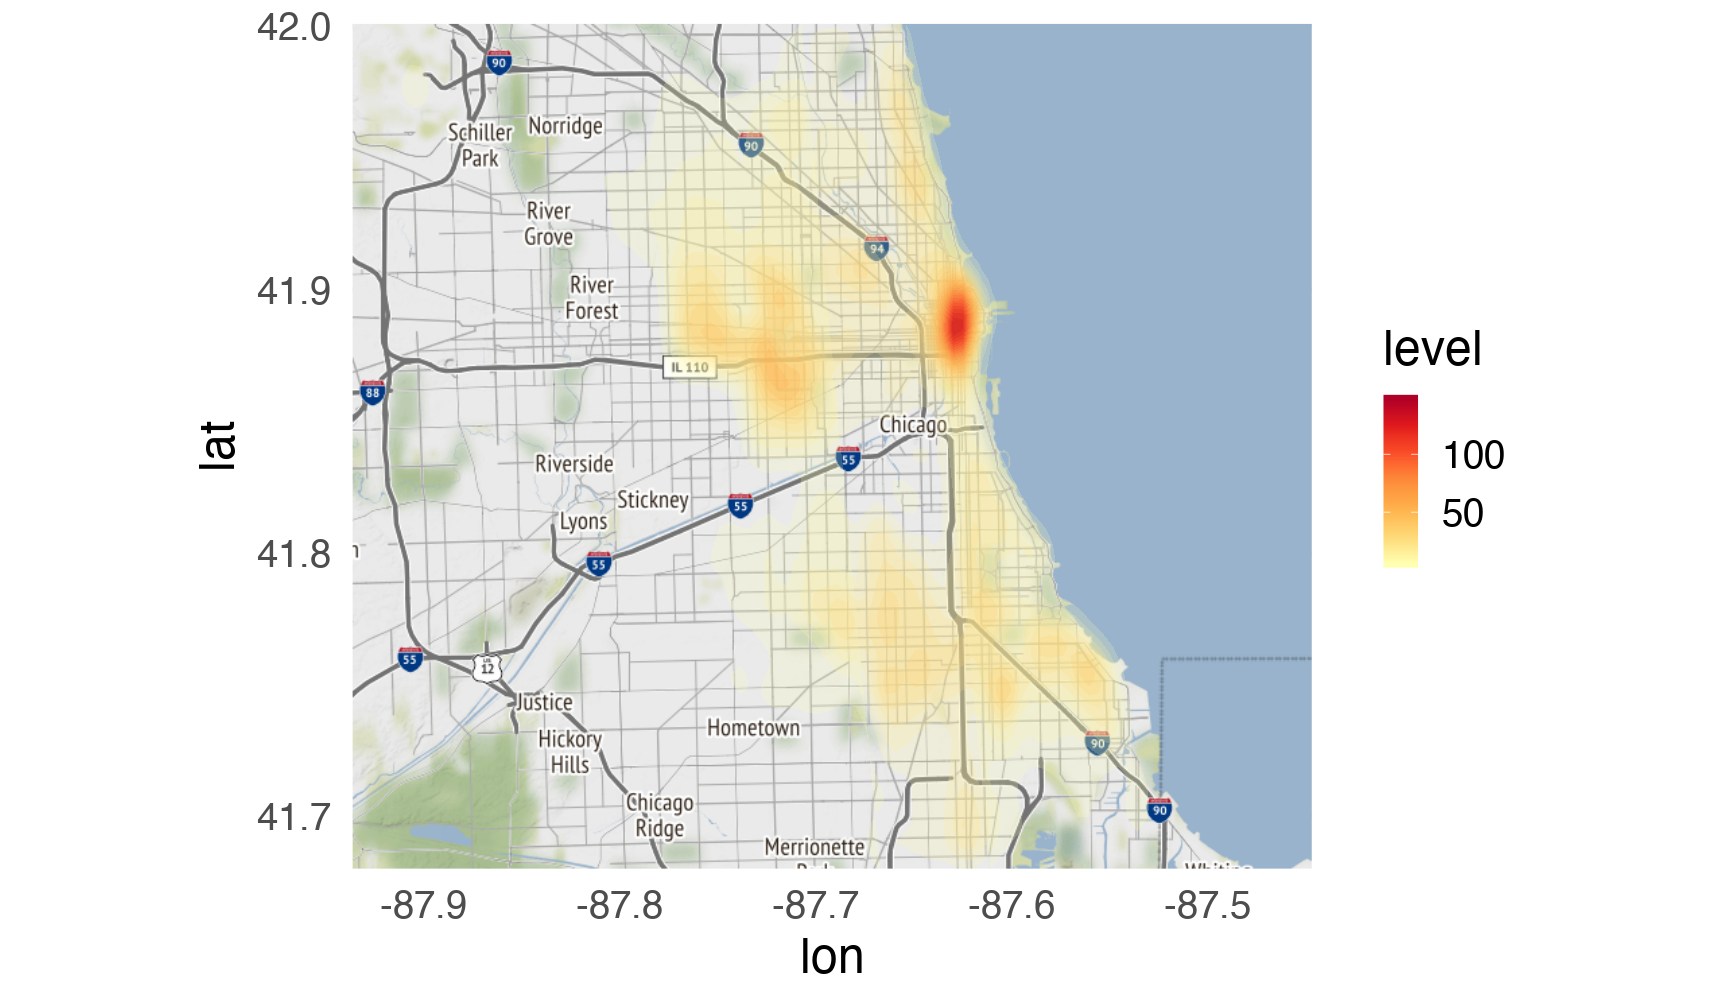 42.0
41.9
41.8
41.7
lat
90
Schiller
Park
Norridge
90
River
Grove
94
River
Forest
IL 110
88
Chicago
Riverside
55
Stickney
55
Lyons
n
55
55
US
12
Justice
Hometown
Hickory
Hills
90
Chicago
Ridge
90
Merrionette
-87.9
-87.8
-87.7
-87.6
-87.5
lon
level
100
50